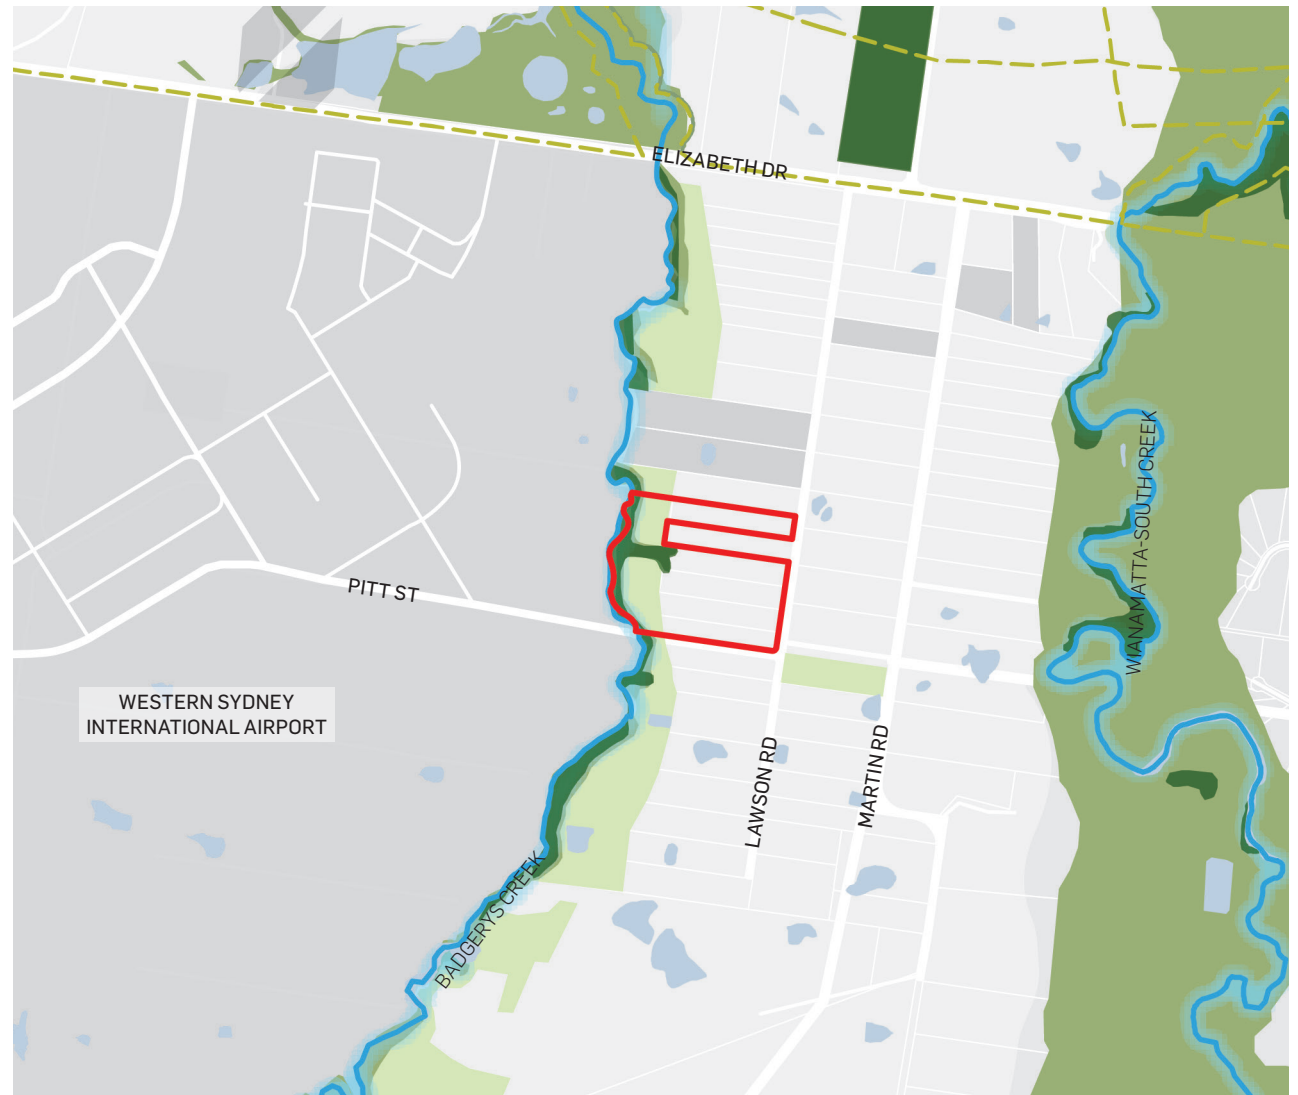 ELIZABETH DR
WIANAMATTA-SOUTH CREEK
PITT ST
WESTERN SYDNEY
INTERNATIONAL AIRPORT
LAWSON RD
MARTIN RD
BADGERYS CREEK